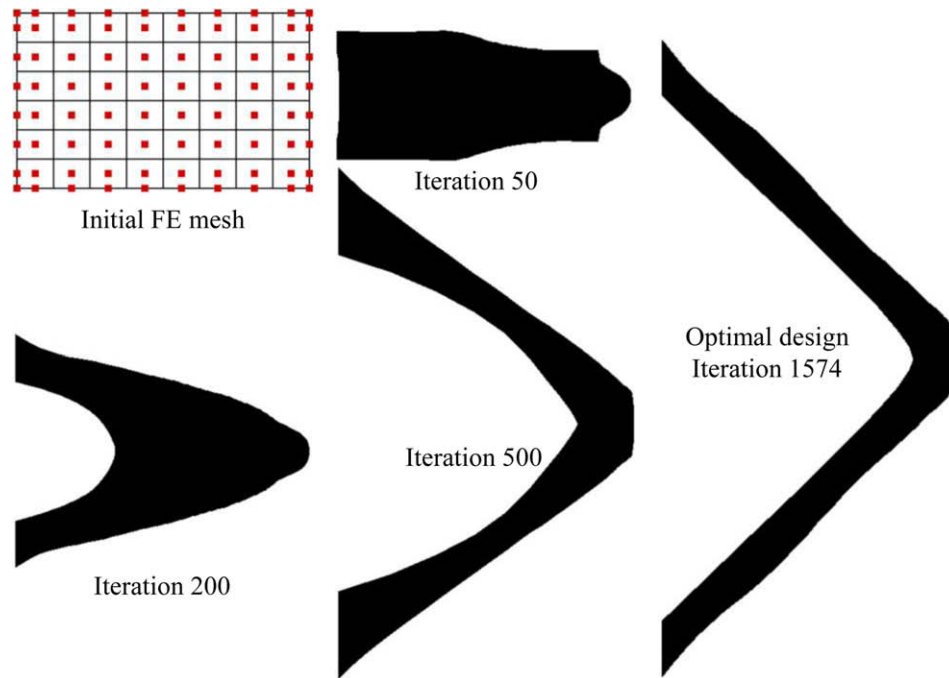 Initial FE mesh
Iteration 50
Optimal design
Iteration 1574
Iteration 500
Iteration 200